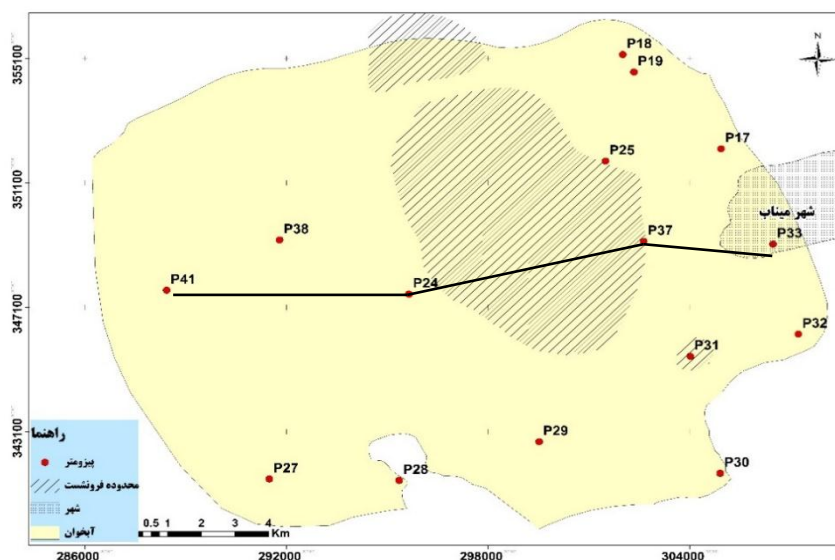 N
355100
351100
347100
343100
P18
P19
P17
P25
شهر میناب
P33
P37
P38
P41
P24
P32
P31
P29
P30
P27
P28
راهنما
پیزومتر
محدوده فرونشست
شهر
آبخوان
0.5 1 2 3 4
Km
286000 292000 298000 304000